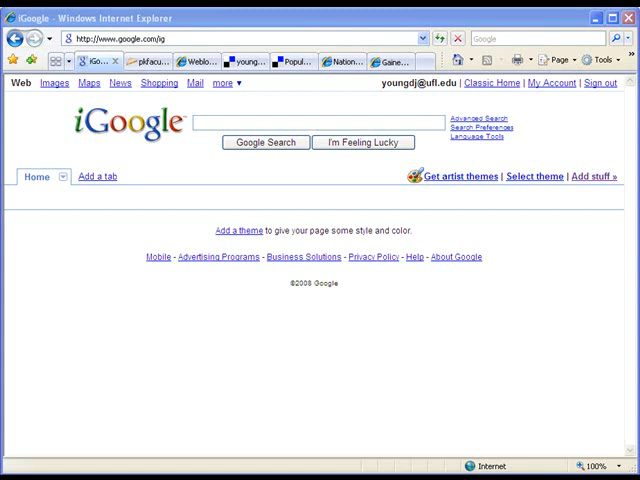 iGoogle - Windows Internet Explorer
http://www.google.com/ig
Google
iGo... pkfacu... Weblo... young... Popul... Nation... Gaine...
Page Tools
Web Images Maps News Shopping Mail more ▼
youngdj@ufl.edu | Classic Home | My Account | Sign out
iGoogle™
Advanced Search
Search Preferences
Language Tools
Google Search I'm Feeling Lucky
Home Add a tab
Get artist themes | Select theme | Add stuff »
Add a theme to give your page some style and color.
Mobile - Advertising Programs - Business Solutions - Privacy Policy - Help - About Google
©2008 Google
Internet 100%